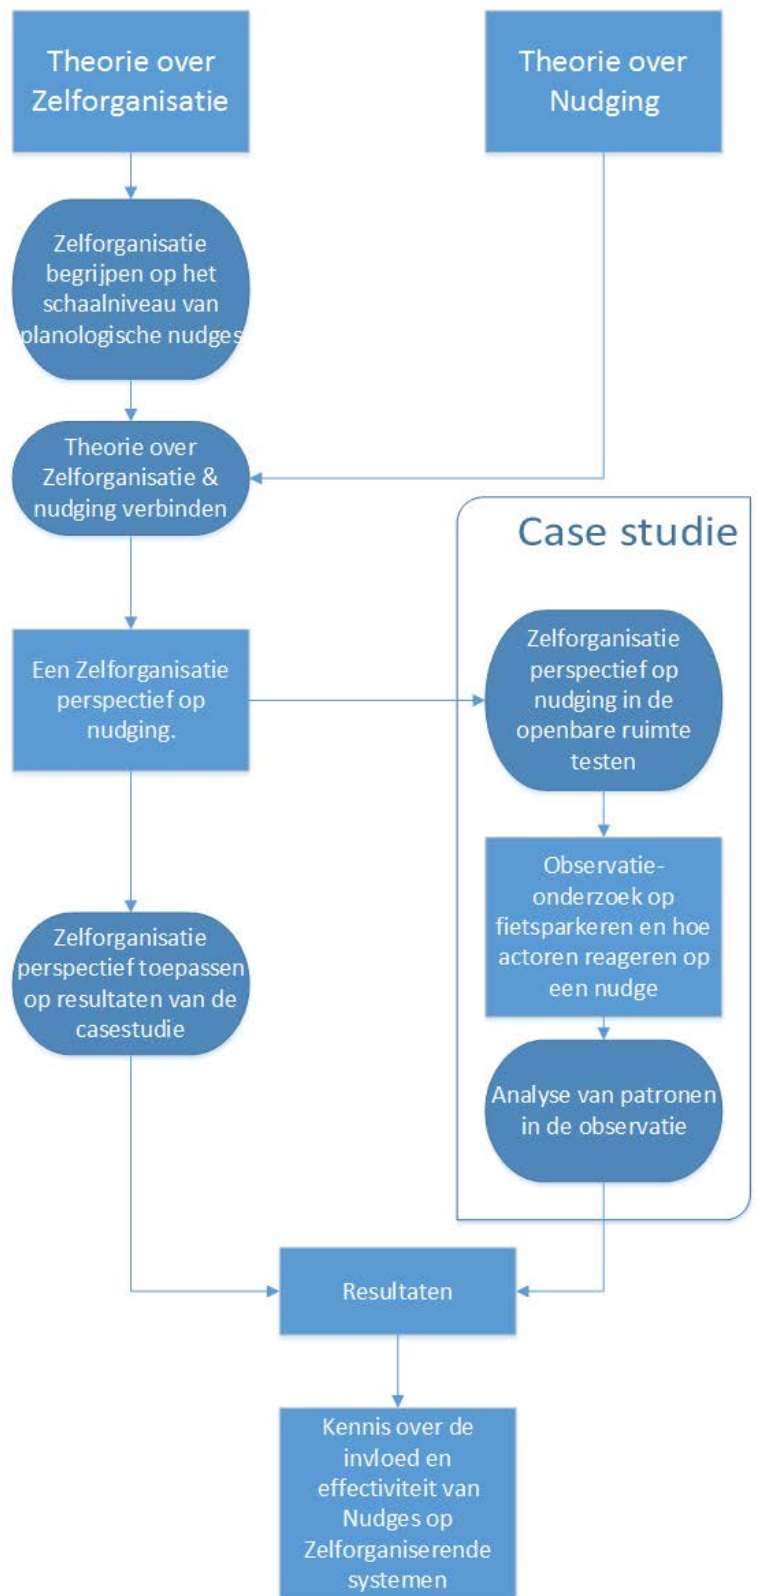 Theorie over
Zelforganisatie
Theorie over
Nudging
Zelforganisatie
begrijpen op het
schaalniveau van
planologische nudges
Theorie over
Zelforganisatie &
nudging verbinden
Case studie
Een Zelforganisatie
perspectief op
nudging.
Zelforganisatie
perspectief op
nudging in de
openbare ruimte
testen
Observatie-
onderzoek op
fietsparkeren en hoe
actoren reageren op
een nudge
Zelforganisatie
perspectief toepassen
op resultaten van de
casestudie
Analyse van patronen
in de observatie
Resultaten
Kennis over de
invloed en
effectiviteit van
Nudges op
Zelforganiserende
systemen